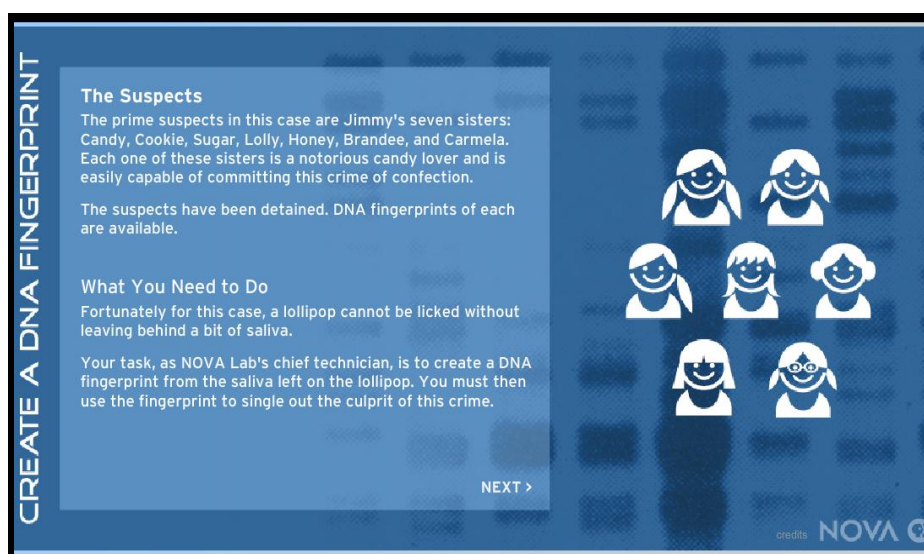 CREATE A DNA FINGERPRINT
The Suspects
The prime suspects in this case are Jimmy's seven sisters:
Candy, Cookie, Sugar, Lolly, Honey, Brandee, and Carmela.
Each one of these sisters is a notorious candy lover and is
easily capable of committing this crime of confection.
The suspects have been detained. DNA fingerprints of each
are available.
What You Need to Do
Fortunately for this case, a lollipop cannot be licked without
leaving behind a bit of saliva.
Your task, as NOVA Lab's chief technician, is to create a DNA
fingerprint from the saliva left on the lollipop. You must then
use the fingerprint to single out the culprit of this crime.
NEXT >
credits NOVA